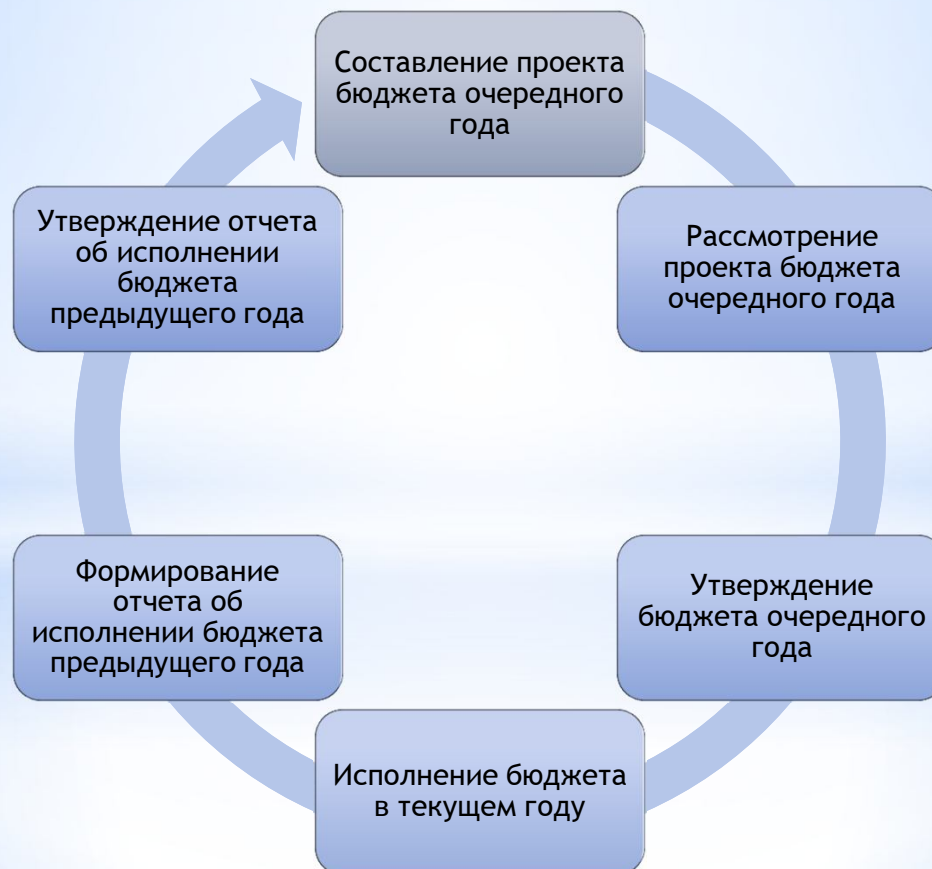 Составление проекта
бюджета очередного
года
Рассмотрение
проекта бюджета
очередного года
Утверждение
бюджета очередного
года
Исполнение бюджета
в текущем году
Формирование
отчета об
исполнении бюджета
предыдущего года
Утверждение отчета
об исполнении
бюджета
предыдущего года